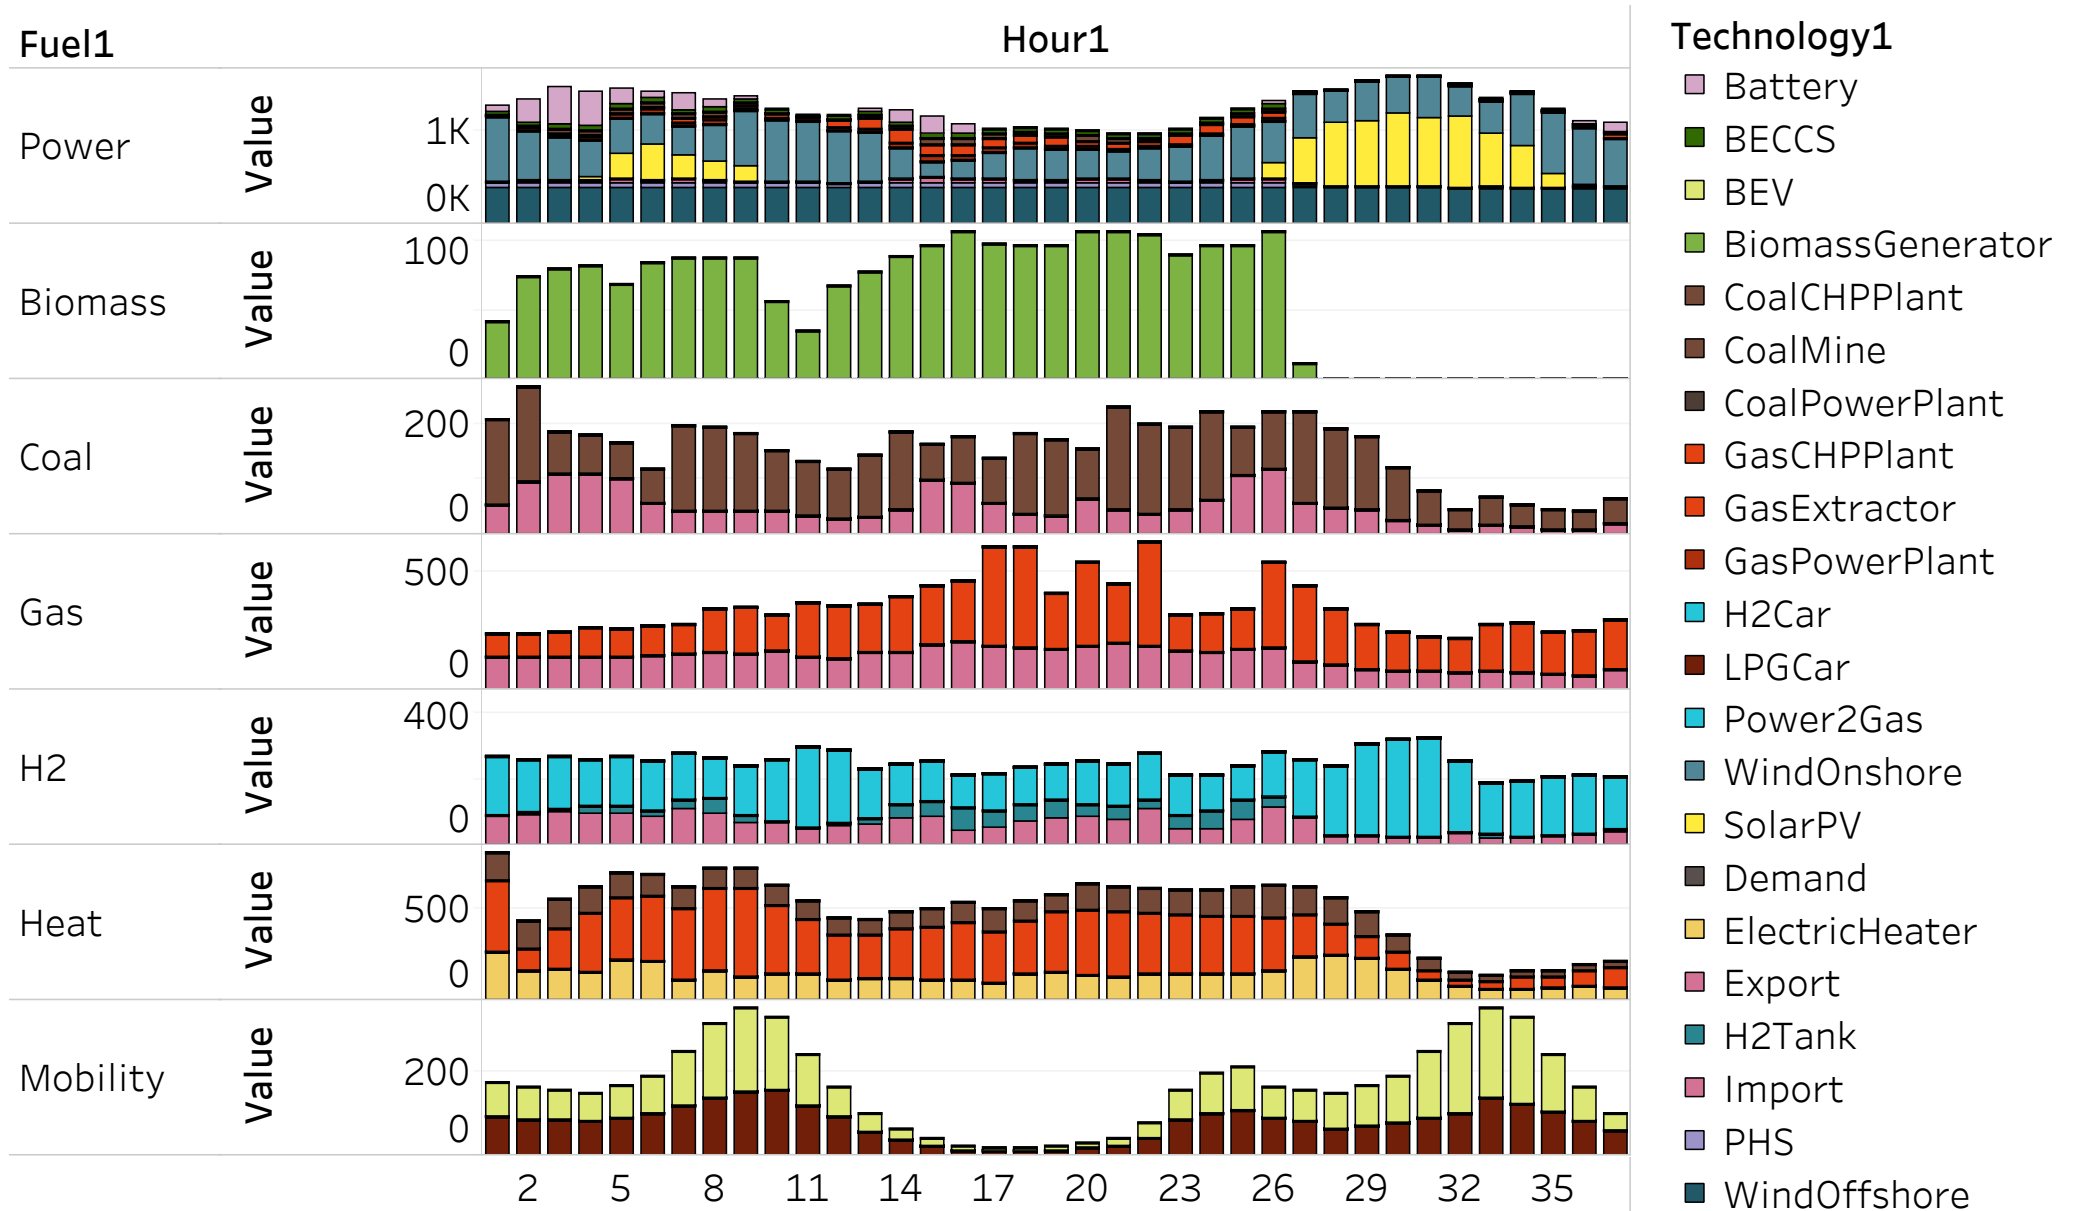 Fuel1
Hour1
Technology1
Power
Value
1K
0K
Biomass
Value
100
0
Coal
Value
200
0
Gas
Value
500
0
H2
Value
400
0
Heat
Value
500
0
Mobility
Value
200
0
2 5 8 11 14 17 20 23 26 29 32 35
Battery
BECCS
BEV
BiomassGenerator
CoalCHPPlant
CoalMine
CoalPowerPlant
GasCHPPlant
GasExtractor
GasPowerPlant
H2Car
LPGCar
Power2Gas
WindOnshore
SolarPV
Demand
ElectricHeater
Export
H2Tank
Import
PHS
WindOffshore